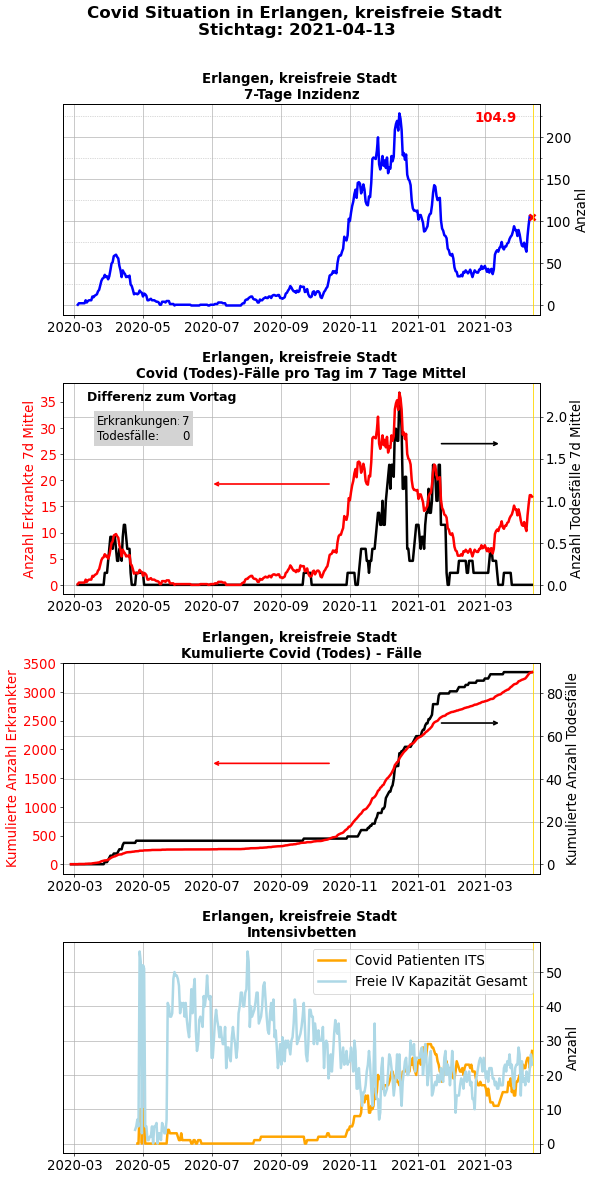 Covid Situation in Erlangen, kreisfreie Stadt
Stichtag: 2021-04-13
Erlangen, kreisfreie Stadt
7-Tage Inzidenz
104.9
200
150
100
50
0
Anzahl
2020-03 2020-05 2020-07 2020-09 2020-11 2021-01 2021-03
Erlangen, kreisfreie Stadt
Covid (Todes)-Fälle pro Tag im 7 Tage Mittel
Differenz zum Vortag
Erkrankungen: 7
Todesfälle: 0
Anzahl Erkrankte 7d Mittel
35
30
25
20
15
10
5
0
2.0
1.5
1.0
0.5
0.0
Anzahl Todesfälle 7d Mittel
2020-03 2020-05 2020-07 2020-09 2020-11 2021-01 2021-03
Erlangen, kreisfreie Stadt
Kumulierte Covid (Todes) - Fälle
Kumulierte Anzahl Erkrankter
3500
3000
2500
2000
1500
1000
500
0
80
60
40
20
0
Kumulierte Anzahl Todesfälle
2020-03 2020-05 2020-07 2020-09 2020-11 2021-01 2021-03
Erlangen, kreisfreie Stadt
Intensivbetten
Covid Patienten ITS
Freie IV Kapazität Gesamt
50
40
30
20
10
0
Anzahl
2020-03 2020-05 2020-07 2020-09 2020-11 2021-01 2021-03